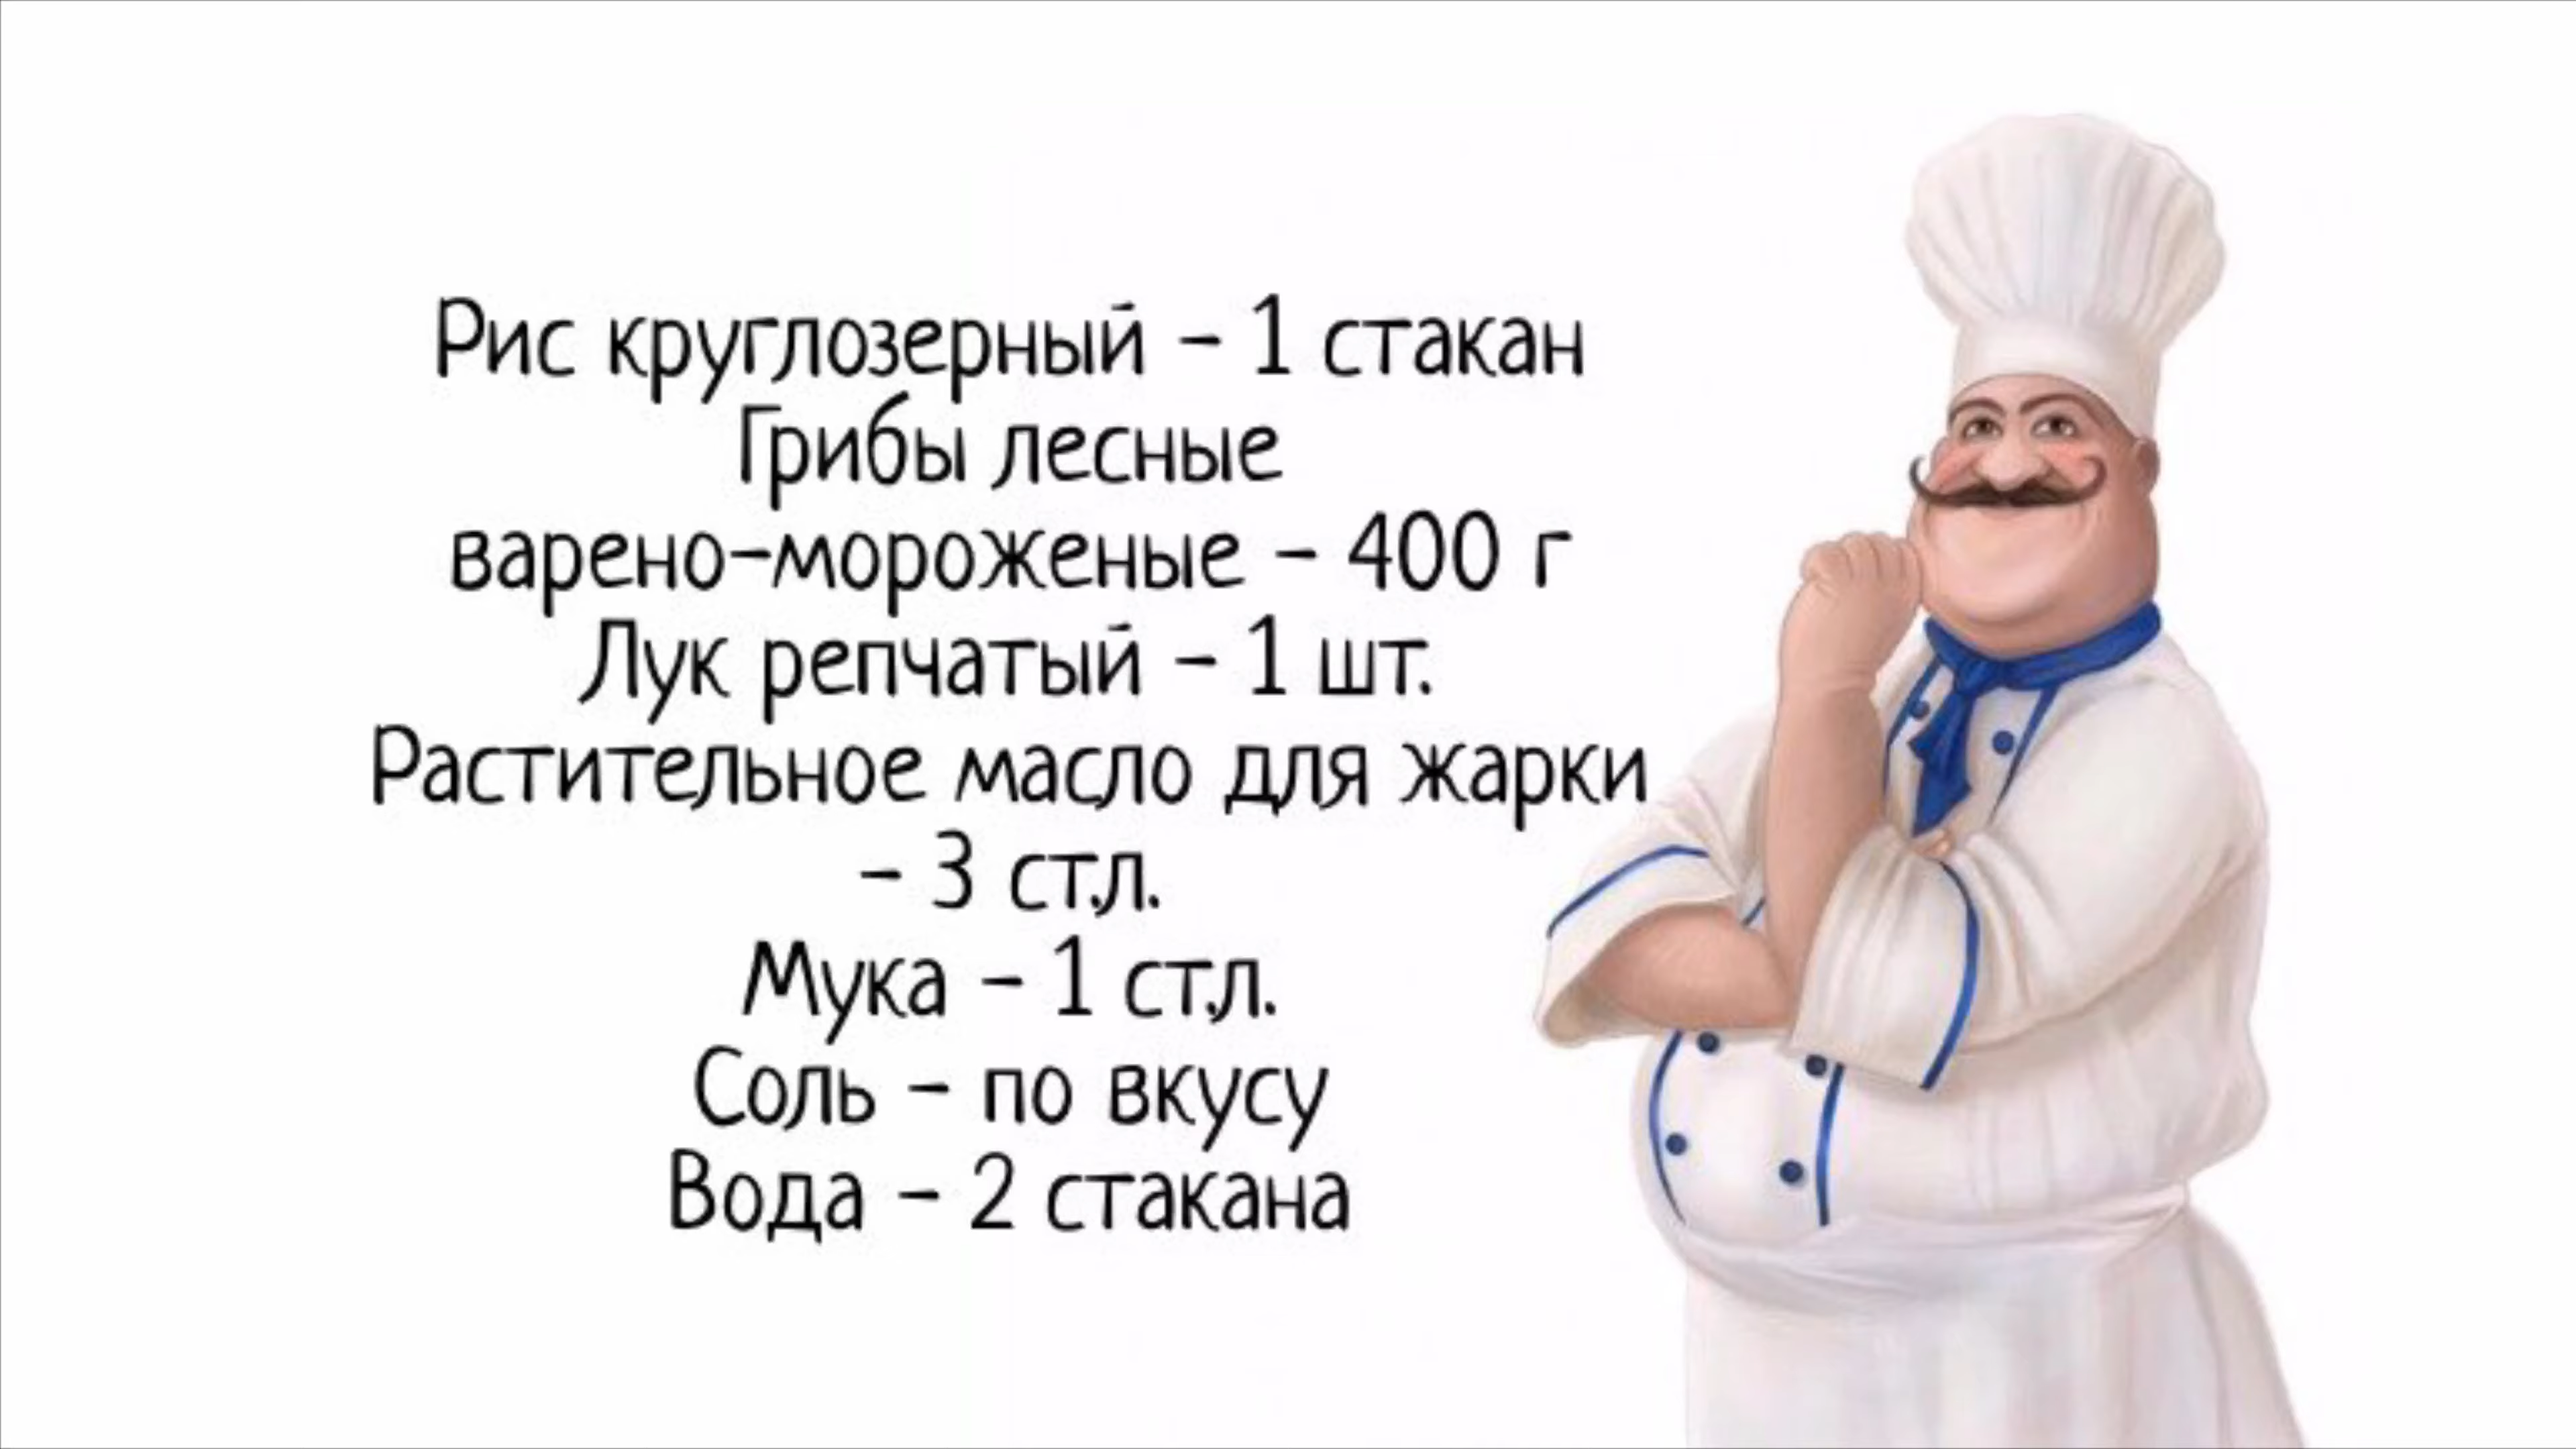 Рис круглозерный – 1 стакан
Грибы лесные
варено-мороженые – 400 г
Лук репчатый – 1 шт.
Растительное масло для жарки
– 3 ст.л.
Мука – 1 ст.л.
Соль – по вкусу
Вода – 2 стакана